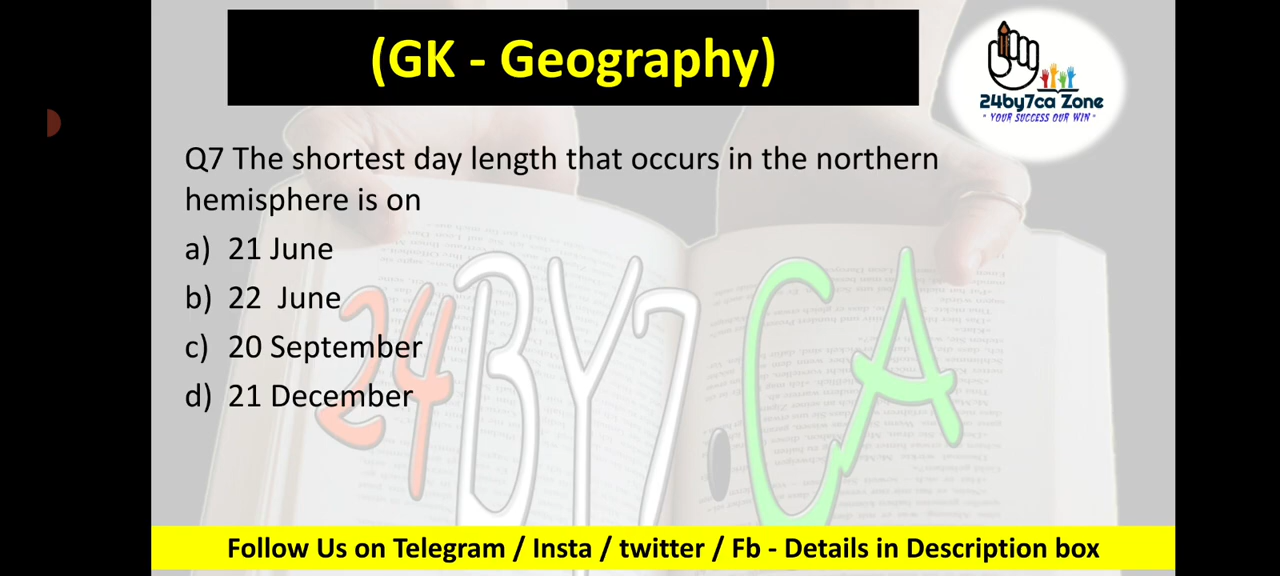 (GK - Geography)
24by7ca Zone
" YOUR SUCCESS OUR WIN "
Q7 The shortest day length that occurs in the northern
hemisphere is on
a) 21 June
b) 22 June
c) 20 September
d) 21 December
24BY7.CA
Follow Us on Telegram / Insta / twitter / Fb - Details in Description box